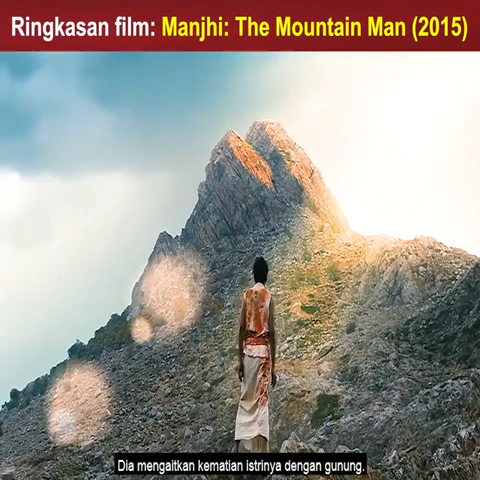 Ringkasan film: Manjhi: The Mountain Man (2015)
Dia mengaitkan kematian istrinya dengan gunung.